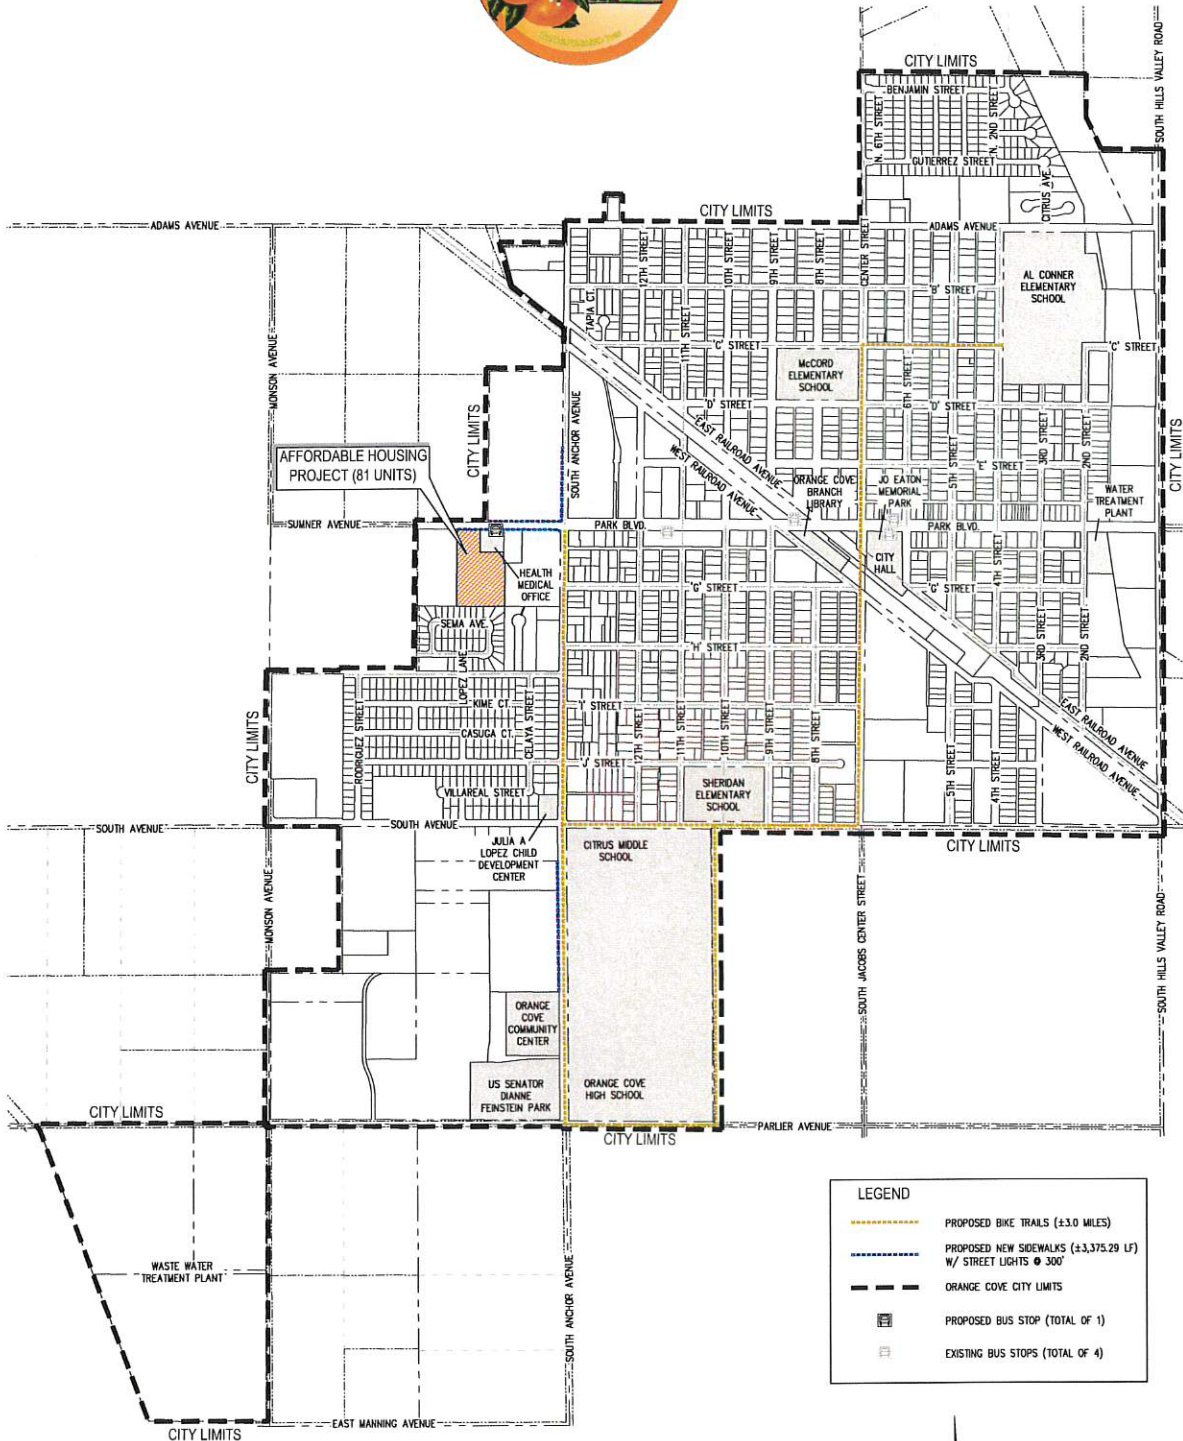 CITY LIMITS
BENJAMIN STREET
SOUTH HILLS VALLEY ROAD
N. 6TH STREET
N. 2ND STREET
GUTIERREZ STREET
CITRUS AVE.
CITY LIMITS
ADAMS AVENUE
ADAMS AVENUE
12TH STREET
10TH STREET
9TH STREET
8TH STREET
CENTER STREET
AL CONNER
ELEMENTARY
SCHOOL
TAPIA CT.
'B' STREET
11TH STREET
'C' STREET
'C' STREET
MONSON AVENUE
McCORD
ELEMENTARY
SCHOOL
6TH STREET
'D' STREET
'D' STREET
CITY LIMITS
SOUTH ANCHOR AVENUE
EAST RAILROAD AVENUE
WEST RAILROAD AVENUE
5TH STREET
3RD STREET
2ND STREET
CITY LIMITS
AFFORDABLE HOUSING
PROJECT (81 UNITS)
'E' STREET
ORANGE COVE
BRANCH
LIBRARY
JO EATON
MEMORIAL
PARK
WATER
TREATMENT
PLANT
SUMNER AVENUE
PARK BLVD.
PARK BLVD.
HEALTH
MEDICAL
OFFICE
CITY
HALL
4TH STREET
'G' STREET
'G' STREET
SEMA AVE.
LOPEZ LANE
'H' STREET
3RD STREET
2ND STREET
CITY LIMITS
RODRIGUEZ STREET
KIME CT.
CASUGA CT.
CELAYA STREET
'I' STREET
12TH STREET
11TH STREET
10TH STREET
9TH STREET
8TH STREET
EAST RAILROAD AVENUE
WEST RAILROAD AVENUE
5TH STREET
4TH STREET
'J' STREET
VILLAREAL STREET
SHERIDAN
ELEMENTARY
SCHOOL
SOUTH AVENUE
SOUTH AVENUE
CITY LIMITS
JULIA A
LOPEZ CHILD
DEVELOPMENT
CENTER
CITRUS MIDDLE
SCHOOL
MONSON AVENUE
SOUTH JACOBS CENTER STREET
SOUTH HILLS VALLEY ROAD
ORANGE
COVE
COMMUNITY
CENTER
US SENATOR
DIANNE
FEINSTEIN PARK
ORANGE COVE
HIGH SCHOOL
CITY LIMITS
CITY LIMITS
PARLIER AVENUE
WASTE WATER
TREATMENT PLANT
SOUTH ANCHOR AVENUE
EAST MANNING AVENUE
CITY LIMITS
LEGEND
PROPOSED BIKE TRAILS (±3.0 MILES)
PROPOSED NEW SIDEWALKS (±3,375.29 LF)
W/ STREET LIGHTS @ 300'
ORANGE COVE CITY LIMITS
PROPOSED BUS STOP (TOTAL OF 1)
EXISTING BUS STOPS (TOTAL OF 4)